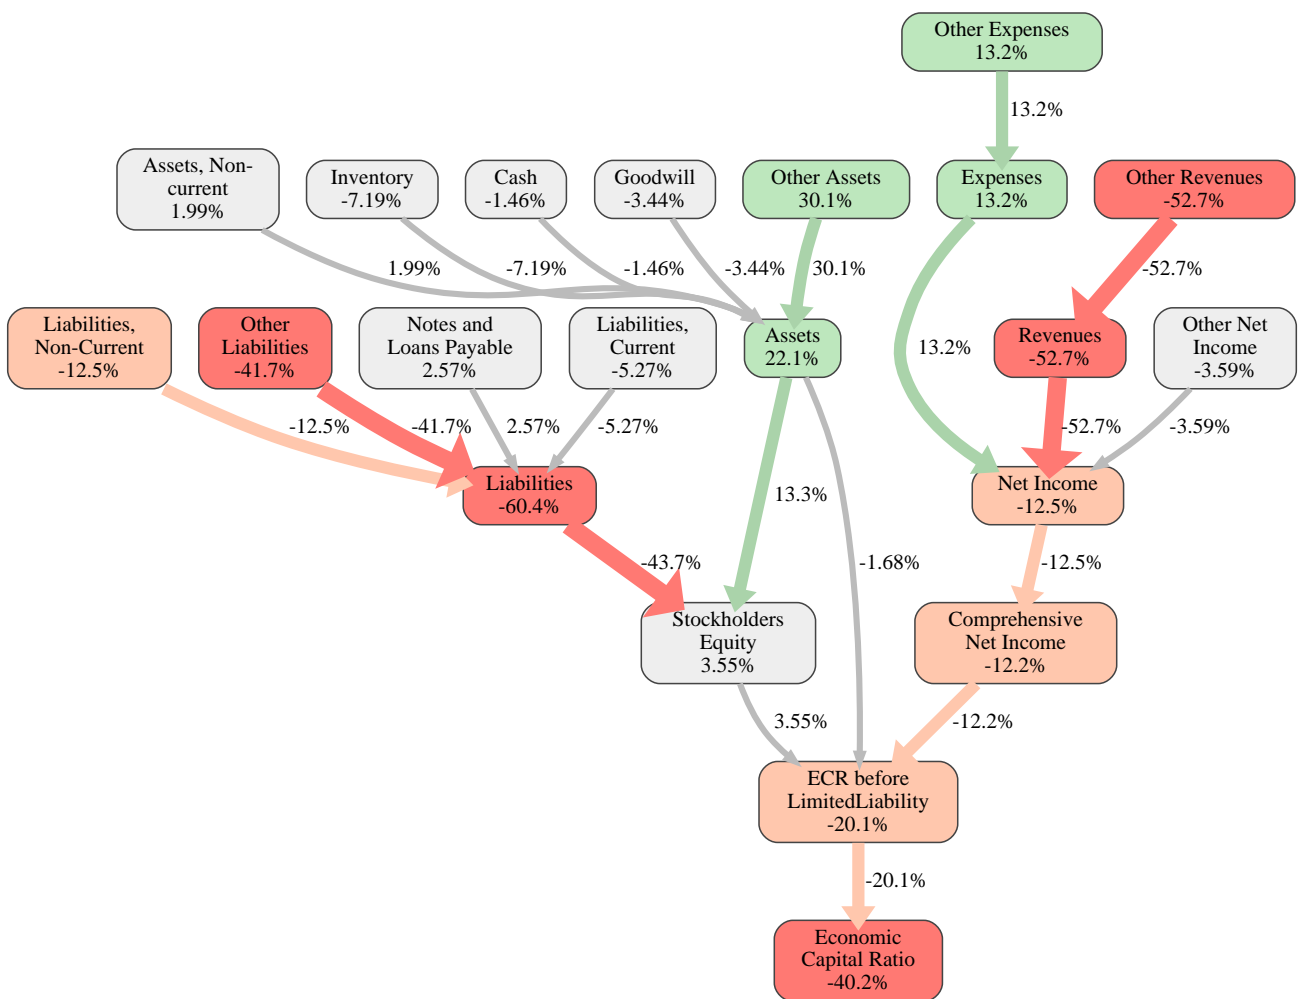 Other Expenses
13.2%
13.2%
Assets, Non-
current
1.99%
Inventory
-7.19%
Cash
-1.46%
Goodwill
-3.44%
Other Assets
30.1%
Expenses
13.2%
Other Revenues
-52.7%
1.99%
-7.19%
-1.46%
-3.44%
30.1%
-52.7%
Liabilities,
Non-Current
-12.5%
Other
Liabilities
-41.7%
Notes and
Loans Payable
2.57%
Liabilities,
Current
-5.27%
Assets
22.1%
13.2%
Revenues
-52.7%
Other Net
Income
-3.59%
-12.5%
-41.7%
2.57%
-5.27%
-52.7%
-3.59%
Liabilities
-60.4%
13.3%
Net Income
-12.5%
-43.7%
-1.68%
-12.5%
Stockholders
Equity
3.55%
Comprehensive
Net Income
-12.2%
3.55%
-12.2%
ECR before
LimitedLiability
-20.1%
-20.1%
Economic
Capital Ratio
-40.2%